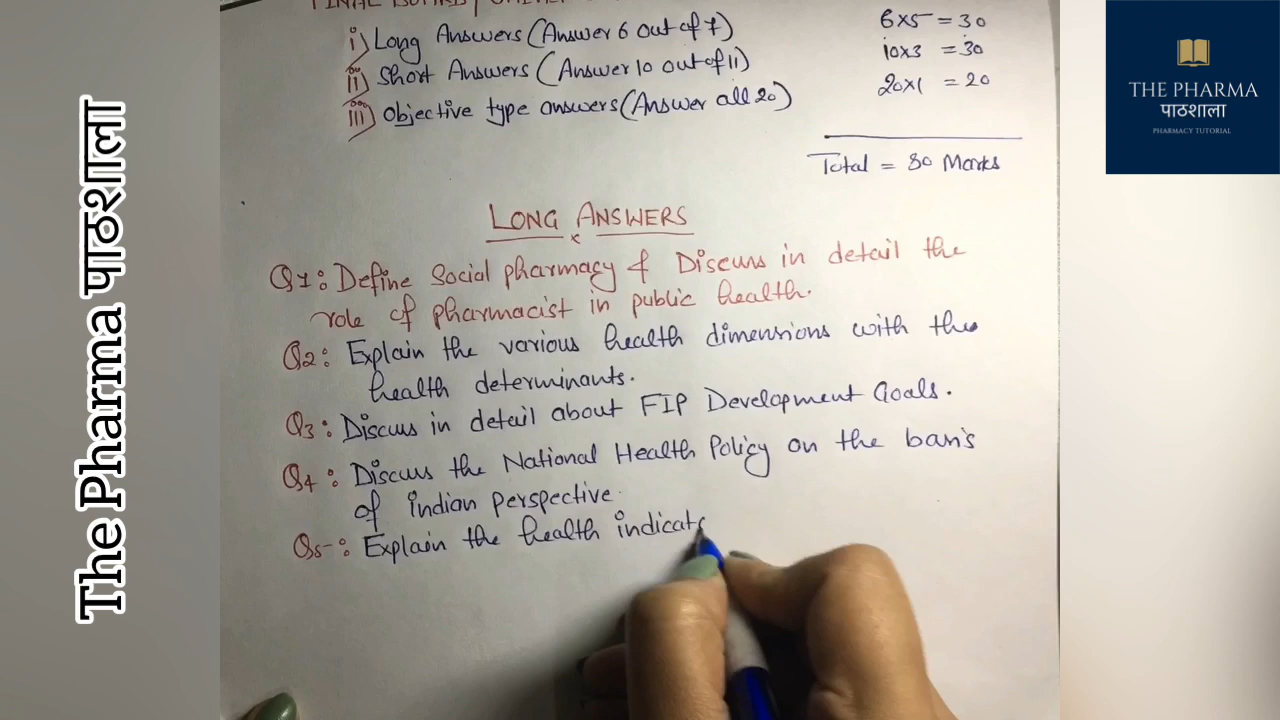 The Pharma पाठशाला
i) Long Answers (Answer 6 out of 7) 6x5 = 30
ii) Short Answers (Answer 10 out of 11) 10x3 = 30
iii) Objective type answers (Answer all 20) 20x1 = 20
Total = 80 Marks
THE PHARMA
पाठशाला
PHARMACY TUTORIAL
LONG ANSWERS
Q1: Define Social pharmacy & Discuss in detail the
role of pharmacist in public health.
Q2: Explain the various health dimensions with the
health determinants.
Q3: Discuss in detail about FIP Development Goals.
Q4: Discuss the National Health Policy on the basis
of indian perspective.
Q5: Explain the health indicato